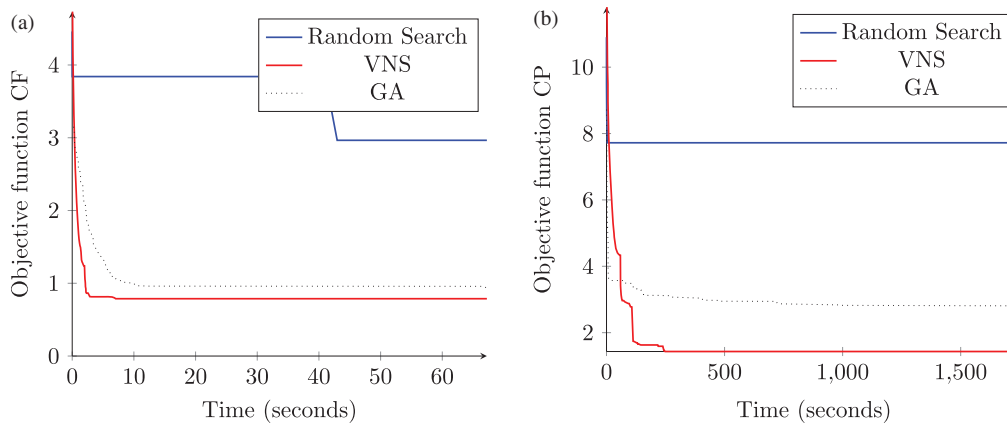 (a)
Objective function CF
4
3
2
1
0
0 10 20 30 40 50 60
Time (seconds)
Random Search
VNS
GA
(b)
Objective function CP
10
8
6
4
2
0 500 1,000 1,500
Time (seconds)
Random Search
VNS
GA